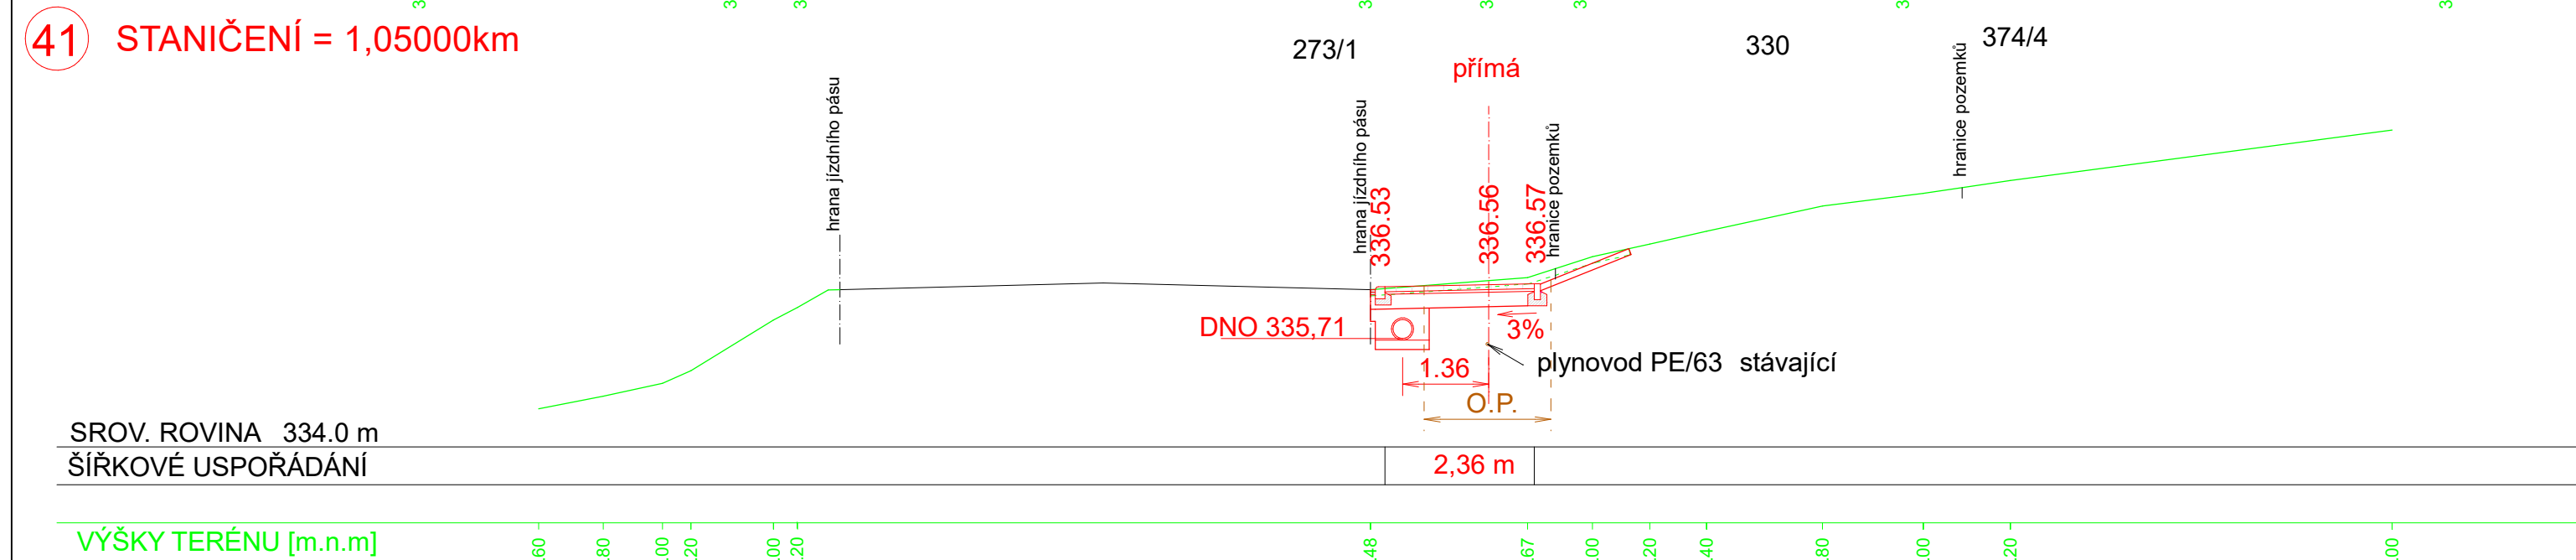 41 STANIČENÍ = 1,05000km
273/1
přímá
330
374/4
hrana jízdního pásu
hrana jízdního pásu
336.53
336.56
336.57
hranice pozemků
hranice pozemků
DNO 335,71
3%
1.36
plynovod PE/63 stávající
O.P.
SROV. ROVINA 334.0 m
ŠÍŘKOVÉ USPOŘÁDÁNÍ
2,36 m
VÝŠKY TERÉNU [m.n.m]